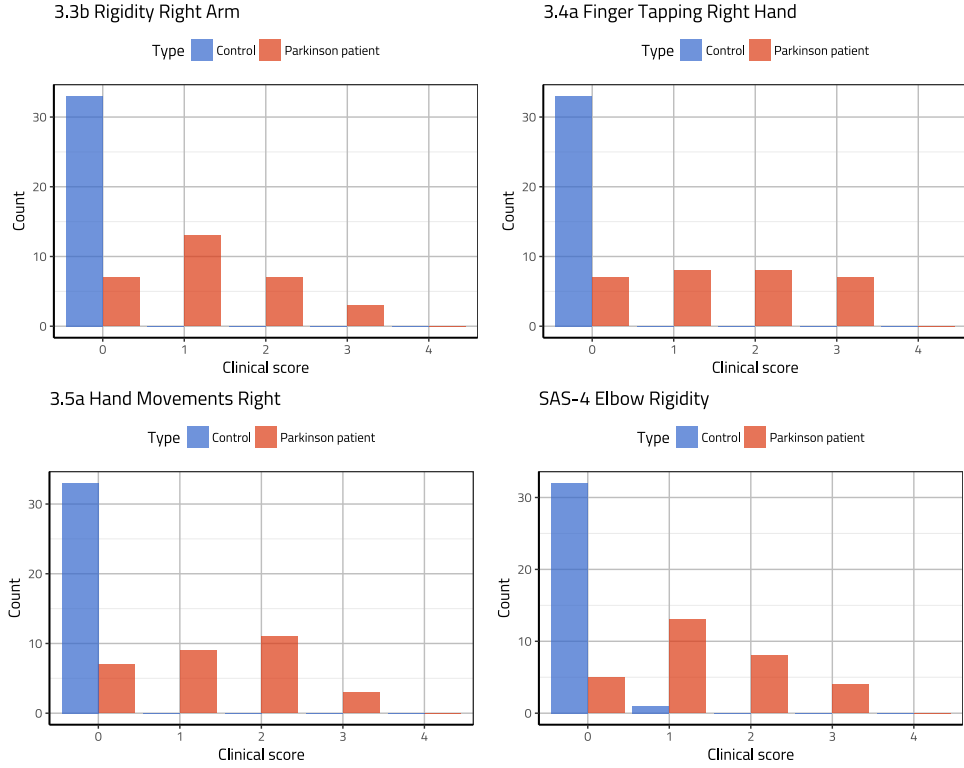 3.3b Rigidity Right Arm
Type Control Parkinson patient
Count
30
20
10
0
0 1 2 3 4
Clinical score
3.4a Finger Tapping Right Hand
Type Control Parkinson patient
Count
30
20
10
0
0 1 2 3 4
Clinical score
3.5a Hand Movements Right
Type Control Parkinson patient
Count
30
20
10
0
0 1 2 3 4
Clinical score
SAS-4 Elbow Rigidity
Type Control Parkinson patient
Count
30
20
10
0
0 1 2 3 4
Clinical score